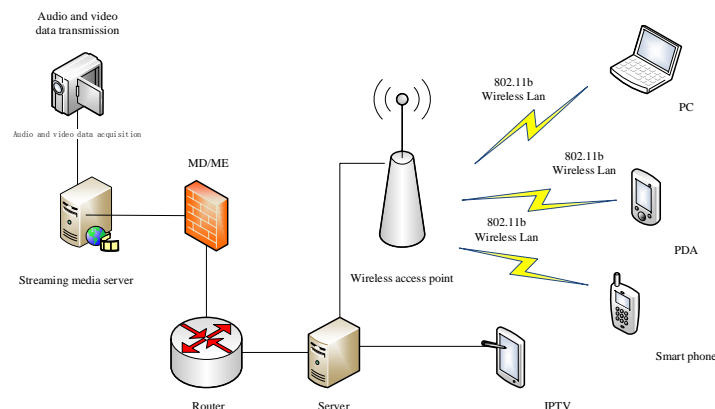 Audio and video
data transmission
Audio and video data acquisition
MD/ME
Streaming media server
802.11b
Wireless Lan
PC
802.11b
Wireless Lan
802.11b
Wireless Lan
PDA
Wireless access point
Smart phone
Router
Server
IPTV